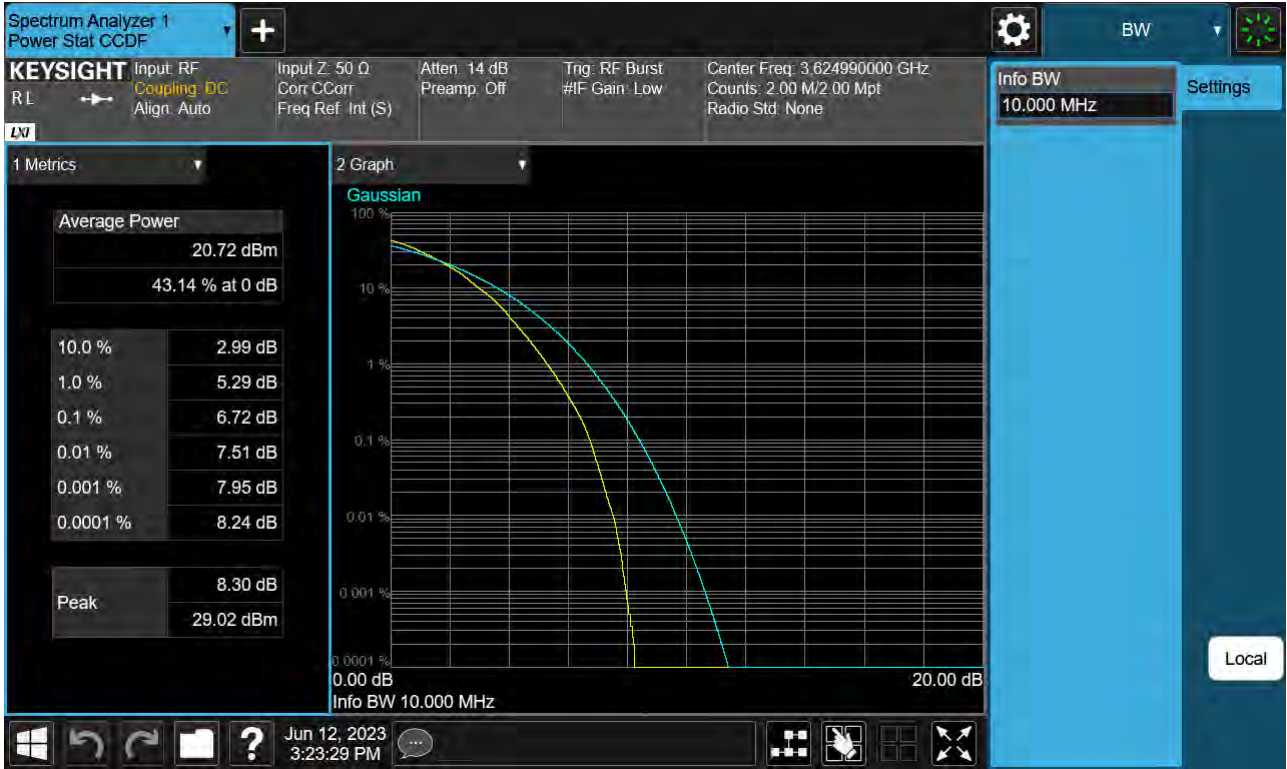 Spectrum Analyzer 1
Power Stat CCDF
BW
KEYSIGHT
R L
LXI
Input: RF
Coupling: DC
Align: Auto
Input Z: 50 Ω
Corr CCorr
Freq Ref: Int (S)
Atten: 14 dB
Preamp: Off
Trig: RF Burst
#IF Gain: Low
Center Freq: 3.624990000 GHz
Counts: 2.00 M/2.00 Mpt
Radio Std: None
Info BW
10.000 MHz
Settings
1 Metrics
Average Power
20.72 dBm
43.14 % at 0 dB
10.0 % 2.99 dB
1.0 % 5.29 dB
0.1 % 6.72 dB
0.01 % 7.51 dB
0.001 % 7.95 dB
0.0001 % 8.24 dB
Peak
8.30 dB
29.02 dBm
2 Graph
Gaussian
100 %
10 %
1 %
0.1 %
0.01 %
0.001 %
0.0001 %
0.00 dB 20.00 dB
Info BW 10.000 MHz
Local
?
Jun 12, 2023
3:23:29 PM